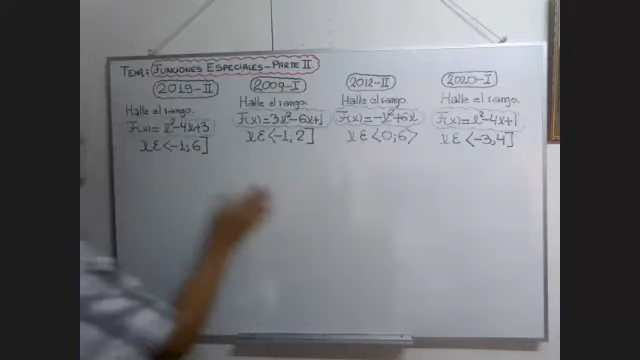 TEMA: FUNCIONES ESPECIALES-PARTE II
2019-II
Halle el rango.
F(x)= x²-4x+3
x ε <-1,6]
2009-I
Halle el rango.
F(x)=3x²-6x+1
x ε <-1,2]
2012-II
Halle el rango.
F(x)=-x²+6x
x ε <0;6>
2020-I
Halle el rango.
F(x)=x²-4x+1
x ε <-3,4]